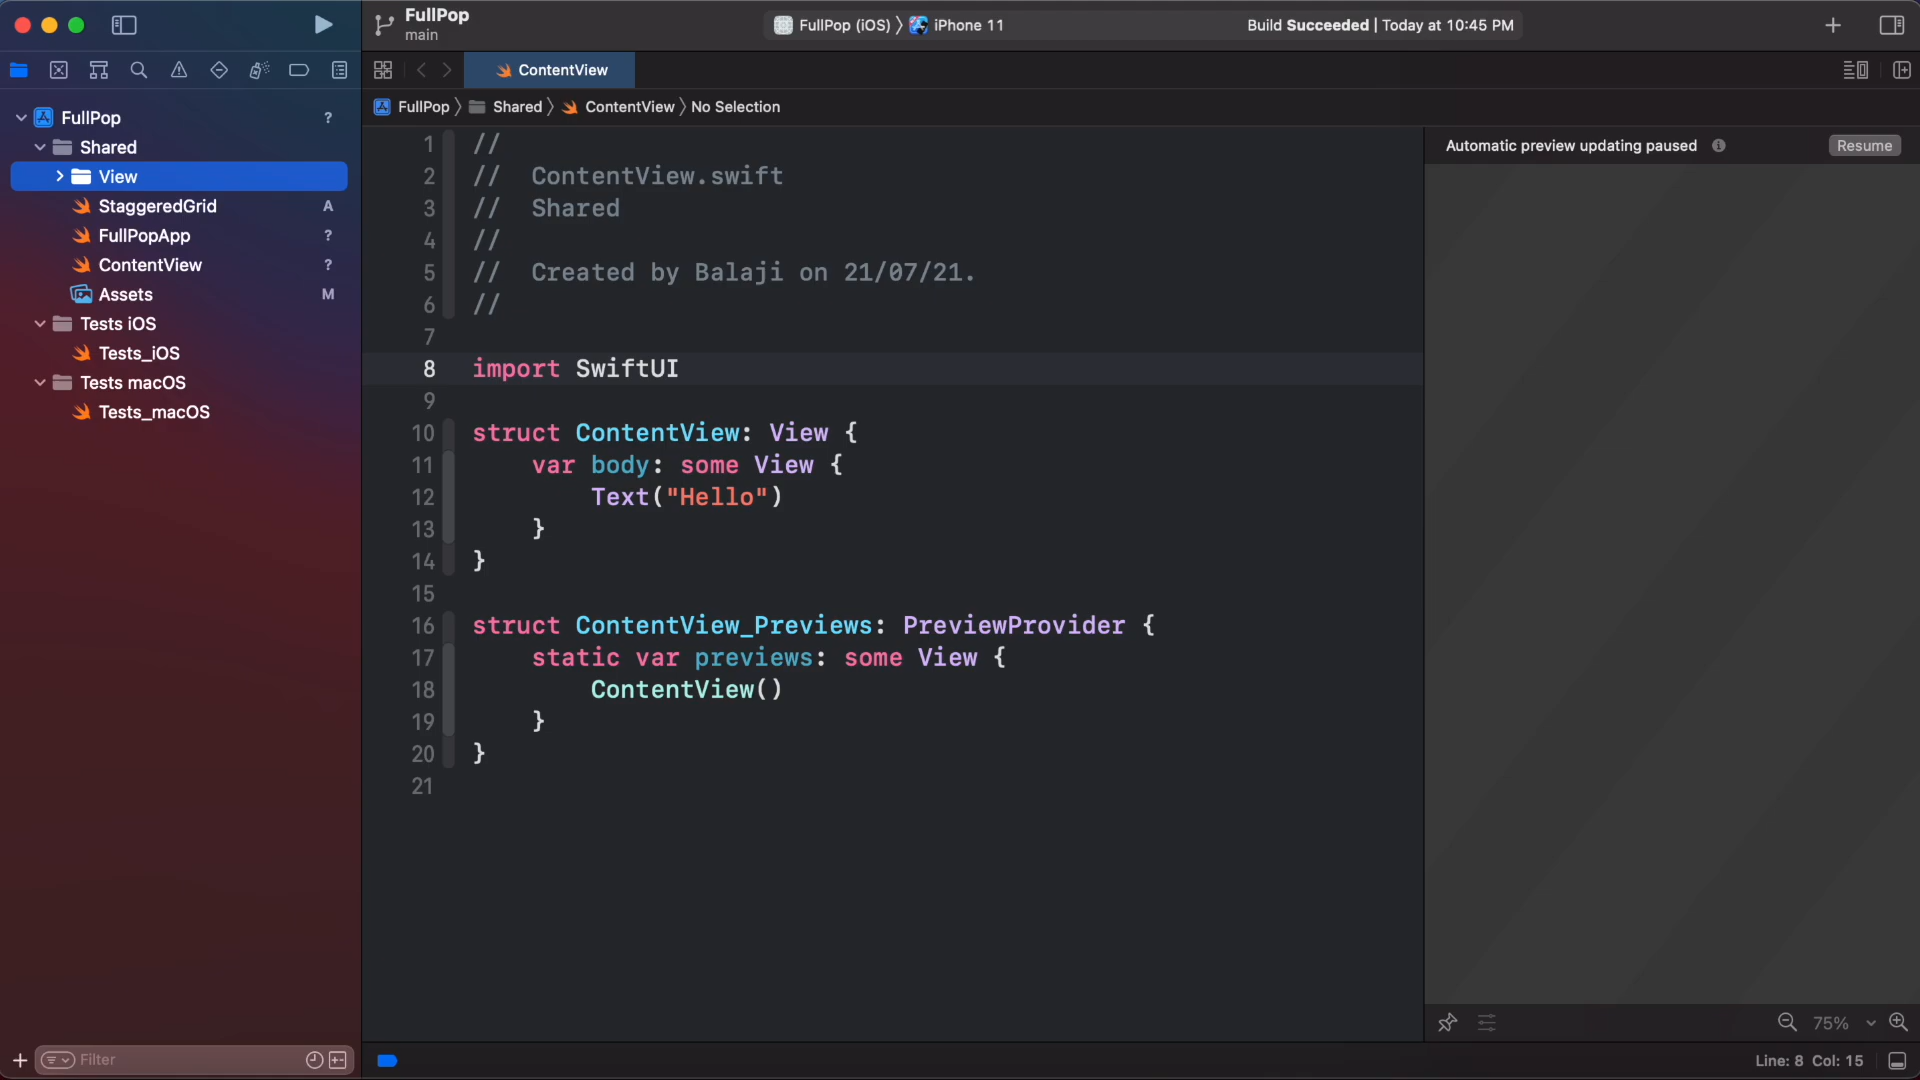 FullPop
main
FullPop (iOS) 〉 iPhone 11
Build Succeeded | Today at 10:45 PM
ContentView
FullPop 〉 Shared 〉 ContentView 〉 No Selection
FullPop ?
Shared
View
StaggeredGrid A
FullPopApp ?
ContentView ?
Assets M
Tests iOS
Tests_iOS
Tests macOS
Tests_macOS
Filter
1 //
2 //  ContentView.swift
3 //  Shared
4 //
5 //  Created by Balaji on 21/07/21.
6 //
7
8 import SwiftUI
9
10 struct ContentView: View {
11     var body: some View {
12         Text("Hello")
13     }
14 }
15
16 struct ContentView_Previews: PreviewProvider {
17     static var previews: some View {
18         ContentView()
19     }
20 }
21
Automatic preview updating paused
Resume
75%
Line: 8 Col: 15